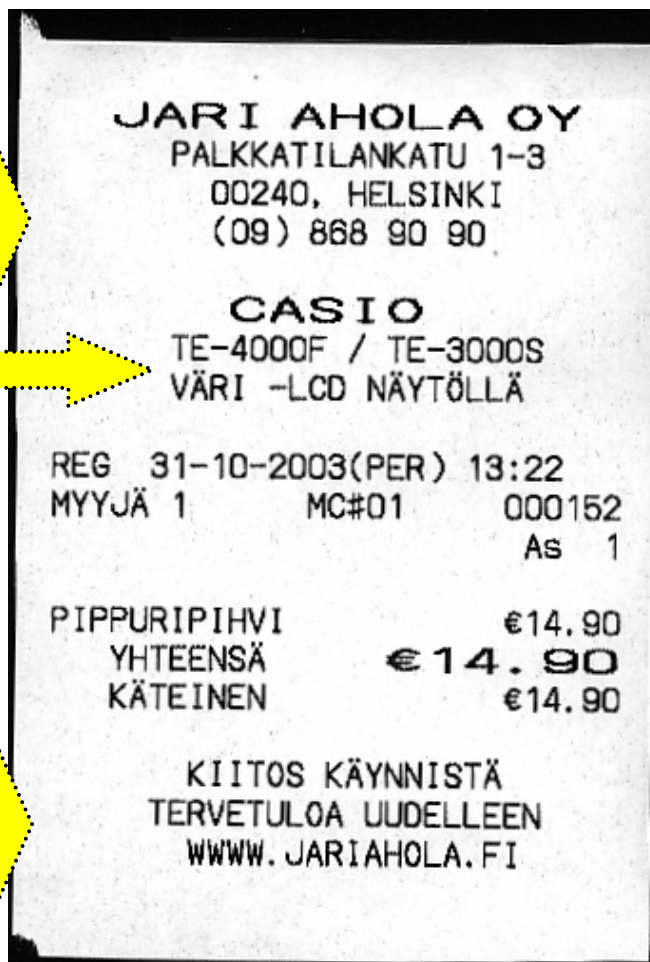 JARI AHOLA OY
PALKKATILANKATU 1-3
00240, HELSINKI
(09) 868 90 90
CASIO
TE-4000F / TE-3000S
VÄRI -LCD NÄYTÖLLÄ
REG 31-10-2003(PER) 13:22
MYYJÄ 1 MC#01 000152
As 1
PIPPURIPIHVI €14.90
YHTEENSÄ €14.90
KÄTEINEN €14.90
KIITOS KÄYNNISTÄ
TERVETULOA UUDELLEEN
WWWW.JARIAHOLA.FI